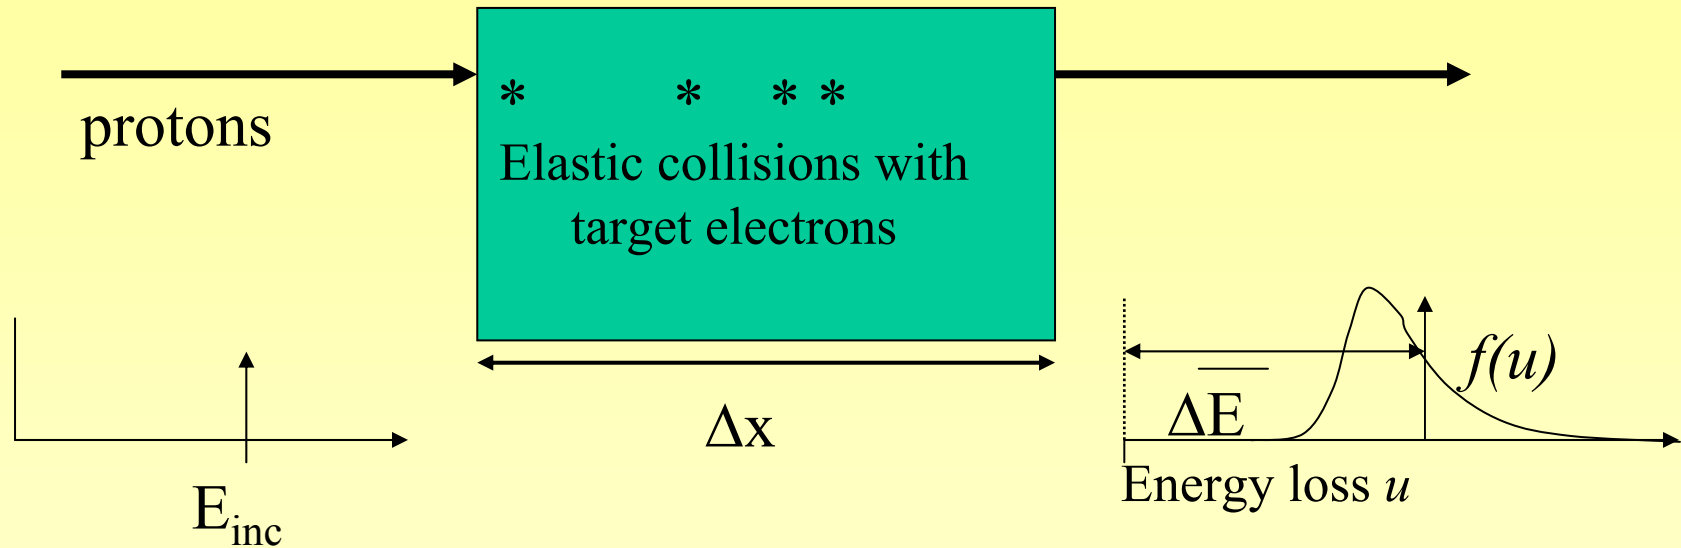 protons
* * * *
Elastic collisions with
target electrons
E_inc
Δx
ΔE
f(u)
Energy loss u